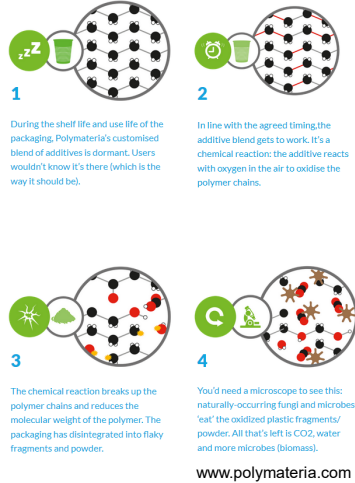 zzZ
1
2
During the shelf life and use life of the
packaging, Polymateria's customised
blend of additives is dormant. Users
wouldn't know it's there (which is the
way it should be).
In line with the agreed timing,the
additive blend gets to work, It's a
chemical reaction: the additive reacts
with oxygen in the air to oxidise the
polymer chains.
3
4
The chemical reaction breaks up the
polymer chains and reduces the
molecular weight of the polymer. The
packaging has disintegrated into flaky
fragments and powder.
You'd need a microscope to see this:
naturally-occurring fungi and microbes
'eat' the oxidized plastic fragments/
powder. All that's left is CO2, water
and more microbes (biomass).
www.polymateria.com